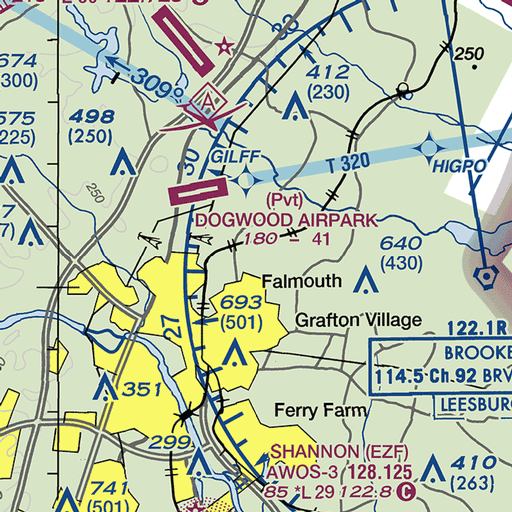 674
(300)
309°
412
(230)
250
575
(225)
498
(250)
33
30
GILFF
T 320
HIGPO
250
(Pvt)
DOGWOOD AIRPARK
180 - 41
640
(430)
Falmouth
693
(501)
27
Grafton Village
122.1R
BROOKE
114.5 Ch.92 BRV
LEESBURG
351
Ferry Farm
299
SHANNON (EZF)
AWOS-3 128.125
85 *L 29 122.8 C
410
(263)
741
(501)
24